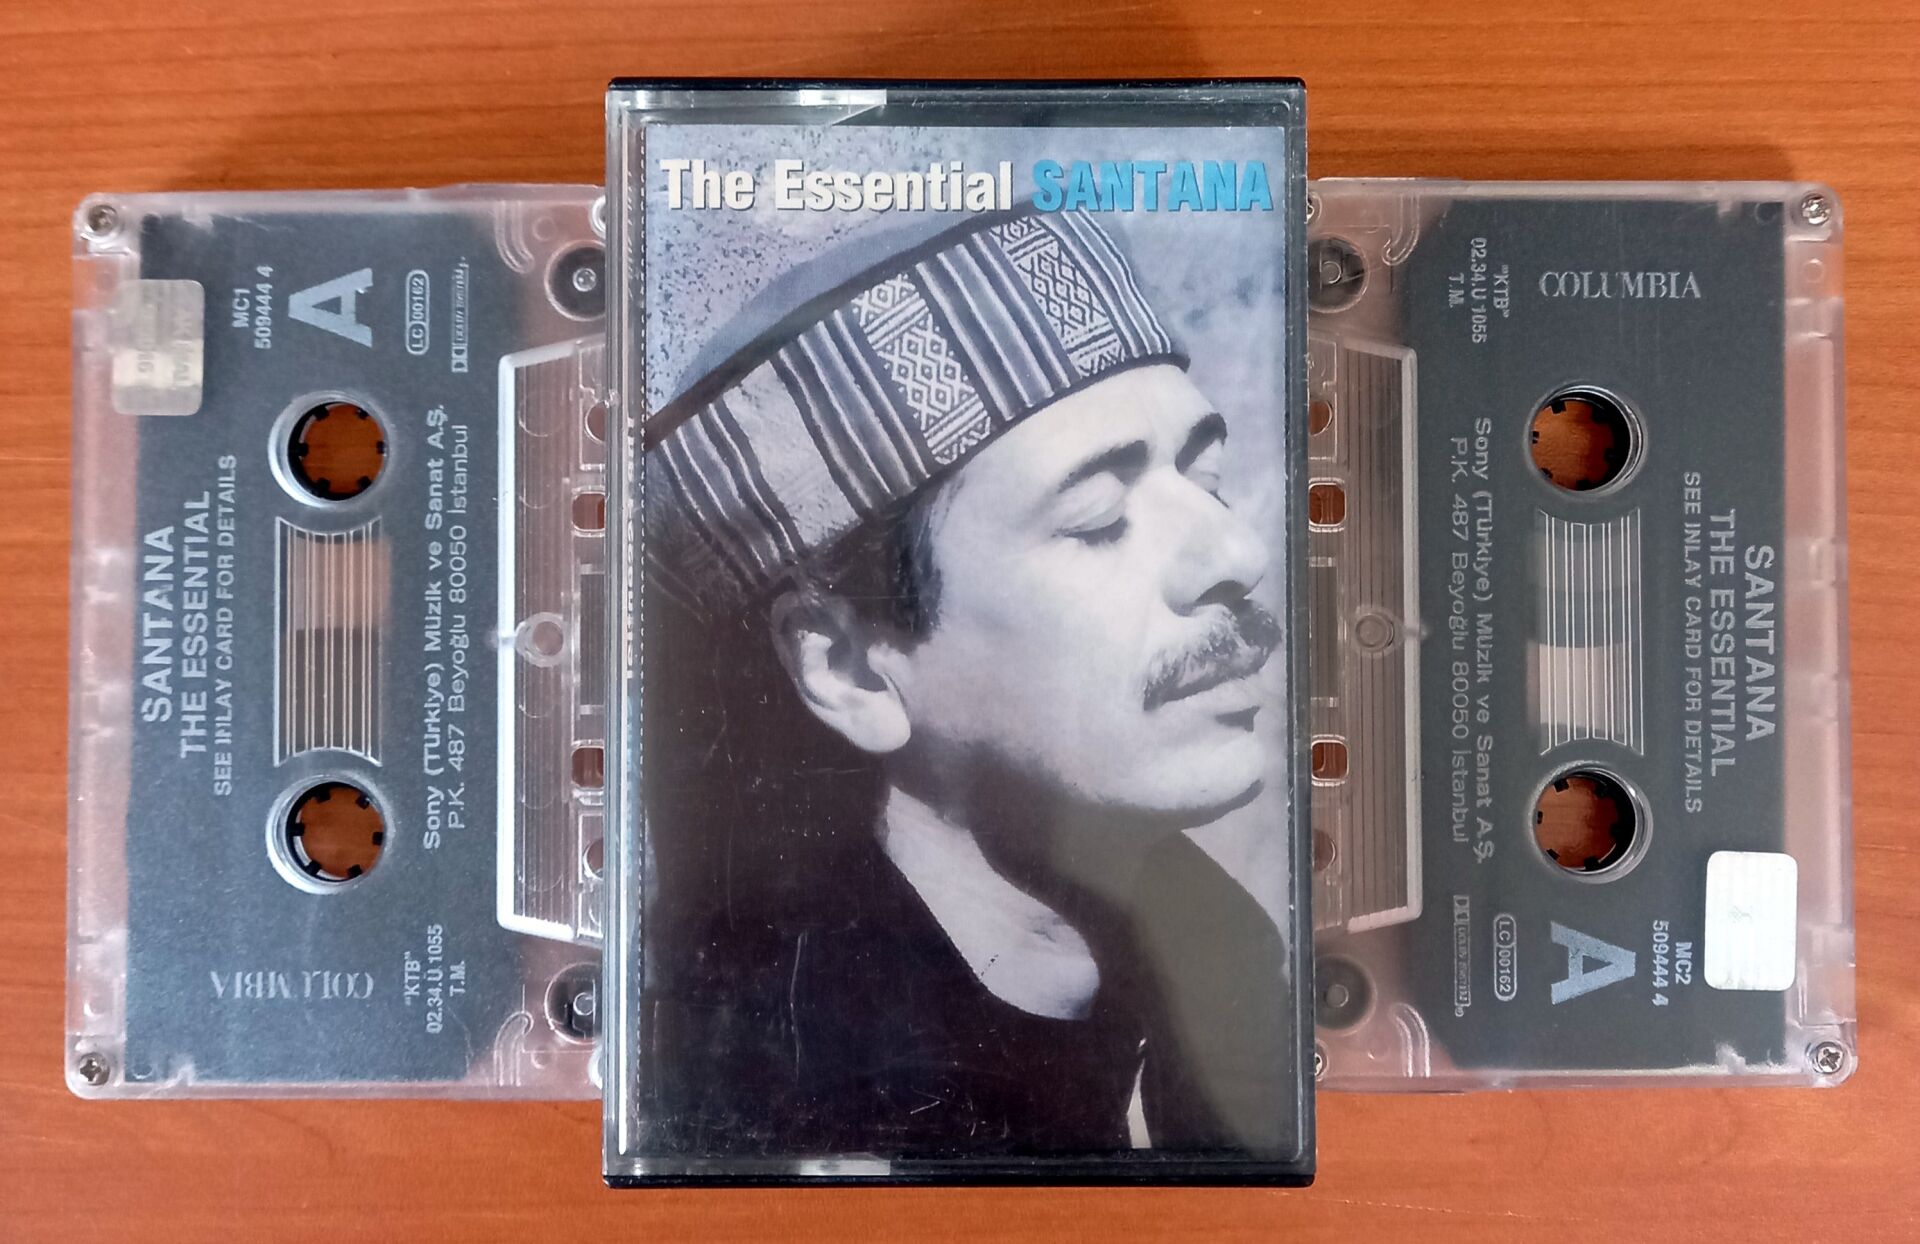 The Essential SANTANA
SANTANA
THE ESSENTIAL
SEE INLAY CARD FOR DETAILS
MC1
509444 4
A
LC 00162
Sony (Türkiye) Müzik ve Sanat A.Ş.
P.K. 487 Beyoğlu 80050 İstanbul
"KTB"
02.34.Ü.1055
T.M.
COLUMBIA
SANTANA
THE ESSENTIAL
SEE INLAY CARD FOR DETAILS
COLUMBIA
"KTB"
02.34.Ü.1055
T.M.
Sony (Türkiye) Müzik ve Sanat A.Ş.
P.K. 487 Beyoğlu 80050 İstanbul
MC2
509444 4
A
LC 00162